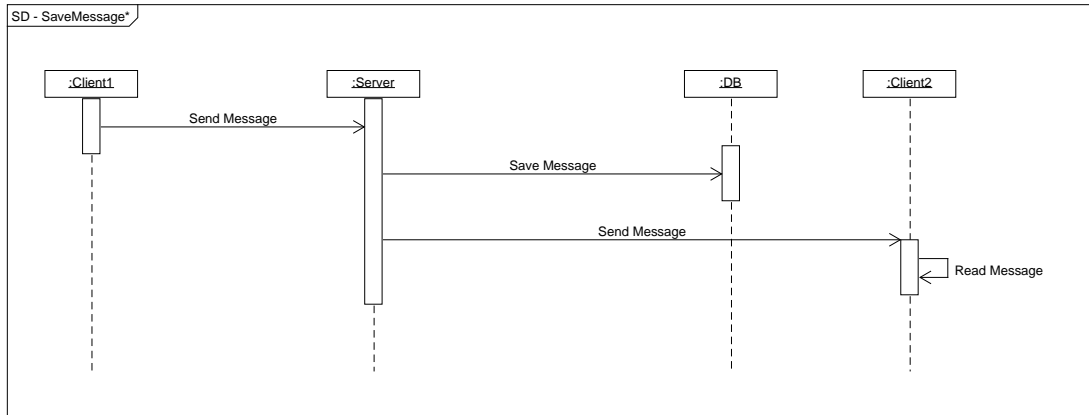 SD - SaveMessage*
:Client1
:Server
:DB
:Client2
Send Message
Save Message
Send Message
Read Message